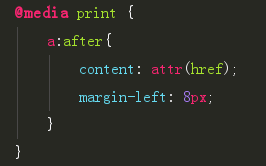 @media print {
a:after{
content: attr(href);
margin-left: 8px;
}
}